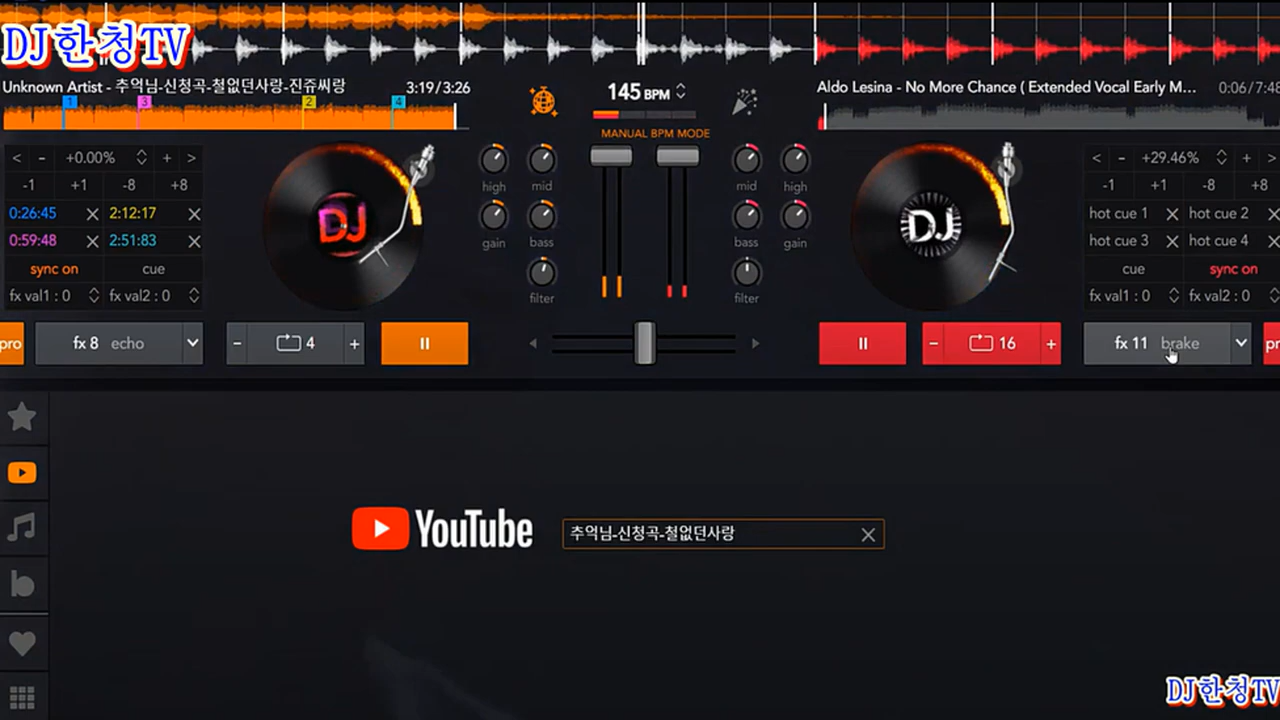 DJ한청TV
Unknown Artist - 추억님-신청곡-철없던사랑-진쥬씨랑 3:19/3:26
145 BPM
Aldo Lesina - No More Chance ( Extended Vocal Early M... 0:06/7:48
1 3 2 4
MANUAL BPM MODE
< - +0.00% + >
-1 +1 -8 +8
0:26:45 2:12:17
0:59:48 2:51:83
sync on cue
fx val1 : 0 fx val2 : 0
DJ
high mid
gain bass
filter
mid high
bass gain
filter
DJ
< - +29.46% + >
-1 +1 -8 +8
hot cue 1 hot cue 2
hot cue 3 hot cue 4
cue sync on
fx val1 : 0 fx val2 : 0
pro fx 8 echo - 4 +
- 16 + fx 11 brake pr
YouTube 추억님-신청곡-철없던사랑
b
DJ한청TV